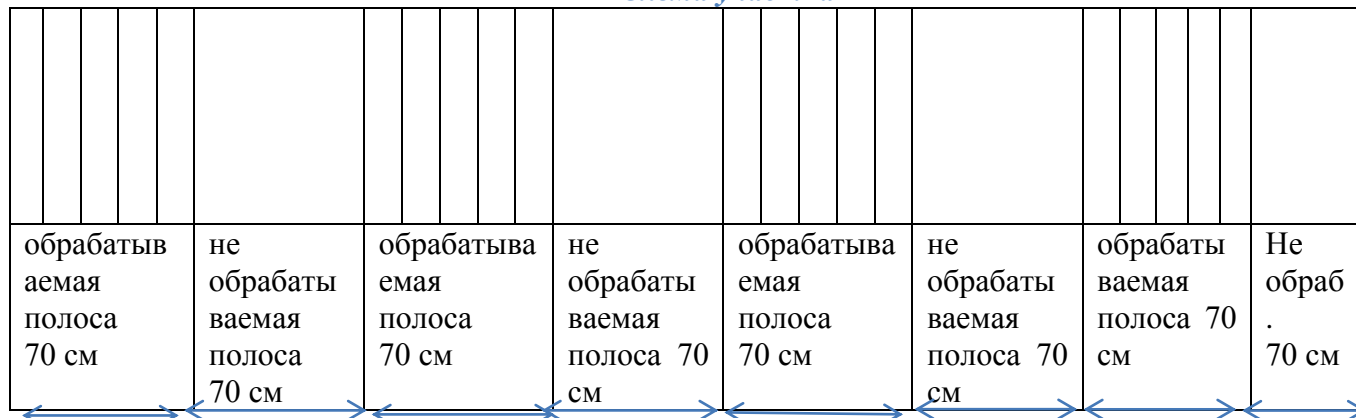 обрабатыв
аемая
полоса
70 см
не
обрабаты
ваемая
полоса
70 см
обрабатыва
емая
полоса
70 см
не
обрабаты
ваемая
полоса 70
см
обрабатыва
емая
полоса
70 см
не
обрабаты
ваемая
полоса 70
см
обрабаты
ваемая
полоса 70
см
Не
обраб
.
70 см